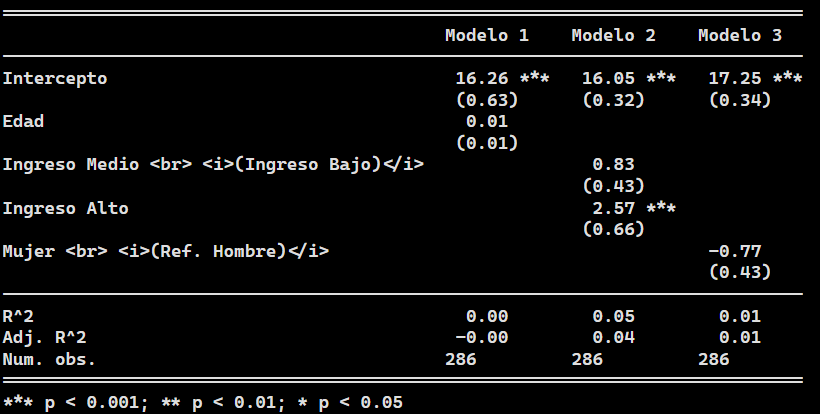 Modelo 1 Modelo 2 Modelo 3
Intercepto 16.26 *** 16.05 *** 17.25 ***
(0.63) (0.32) (0.34)
Edad 0.01
(0.01)
Ingreso Medio <br> <i>(Ingreso Bajo)</i> 0.83
(0.43)
Ingreso Alto 2.57 ***
(0.66)
Mujer <br> <i>(Ref. Hombre)</i> -0.77
(0.43)
R^2 0.00 0.05 0.01
Adj. R^2 -0.00 0.04 0.01
Num. obs. 286 286 286
*** p < 0.001; ** p < 0.01; * p < 0.05